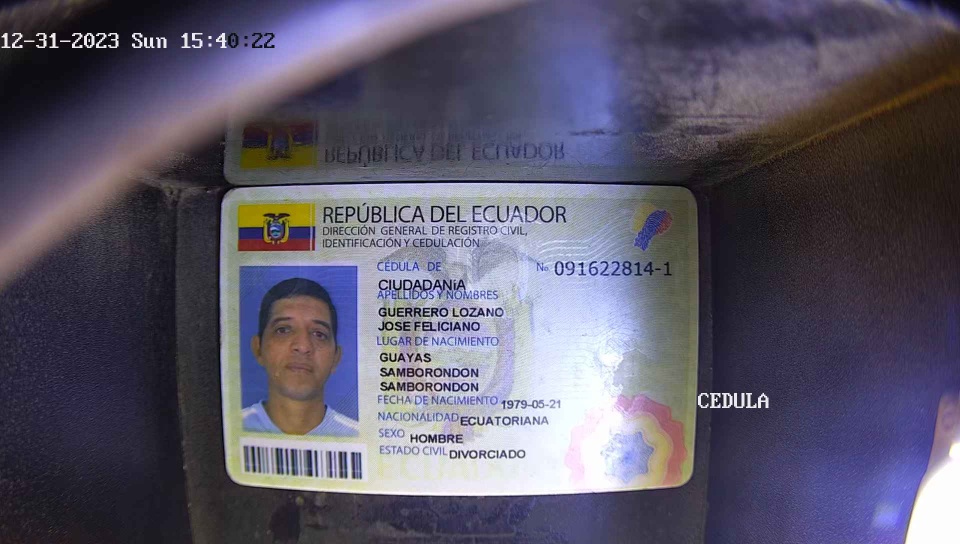 12-31-2023 Sun 15:40:22
REPÚBLICA DEL ECUADOR
REPÚBLICA DEL ECUADOR
DIRECCIÓN GENERAL DE REGISTRO CIVIL,
IDENTIFICACIÓN Y CEDULACIÓN
CÉDULA DE
No 091622814-1
CIUDADANíA
APELLIDOS Y NOMBRES
GUERRERO LOZANO
JOSE FELICIANO
LUGAR DE NACIMIENTO
GUAYAS
SAMBORONDON
SAMBORONDON
FECHA DE NACIMIENTO 1979-05-21
NACIONALIDAD ECUATORIANA
SEXO HOMBRE
ESTADO CIVIL DIVORCIADO
CEDULA